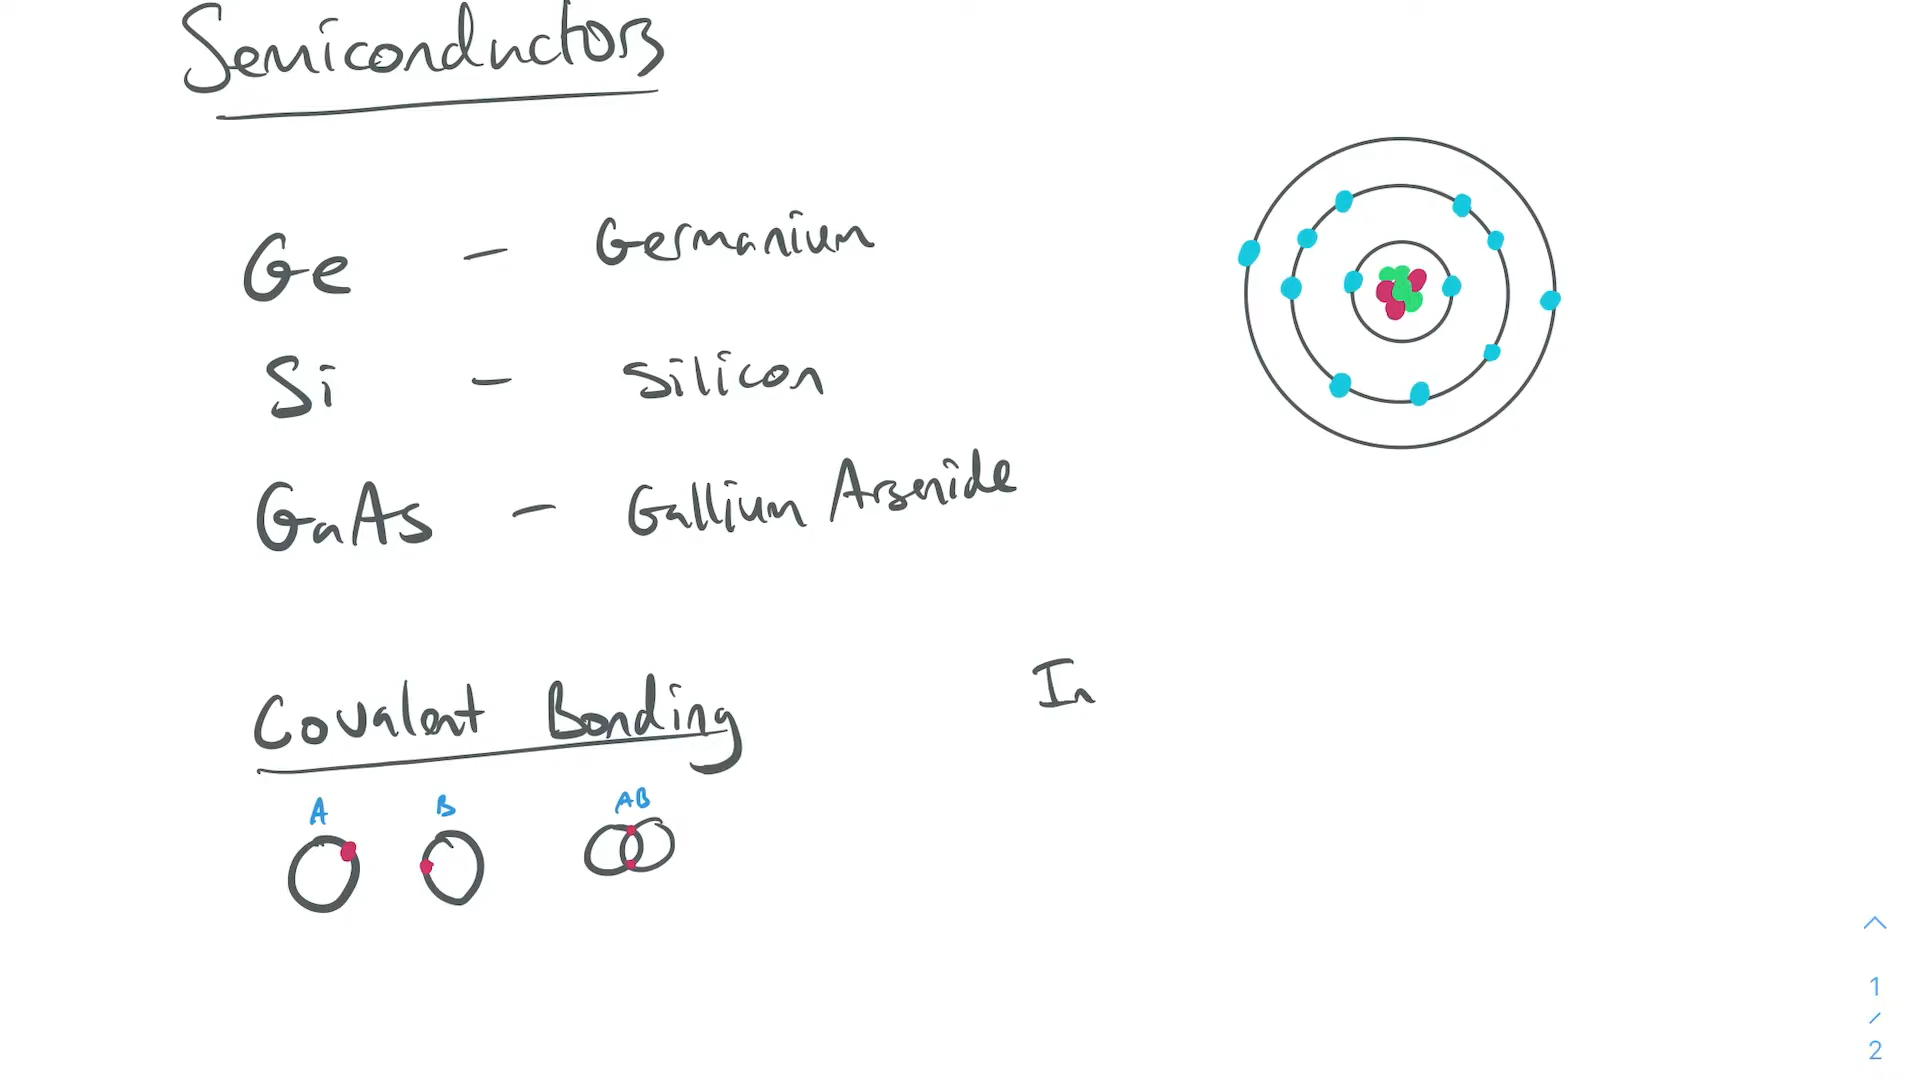 Semiconductors
Ge - Germanium
Si - Silicon
GaAs - Gallium Arsenide
Covalent Bonding
In
A B AB
1
/
2